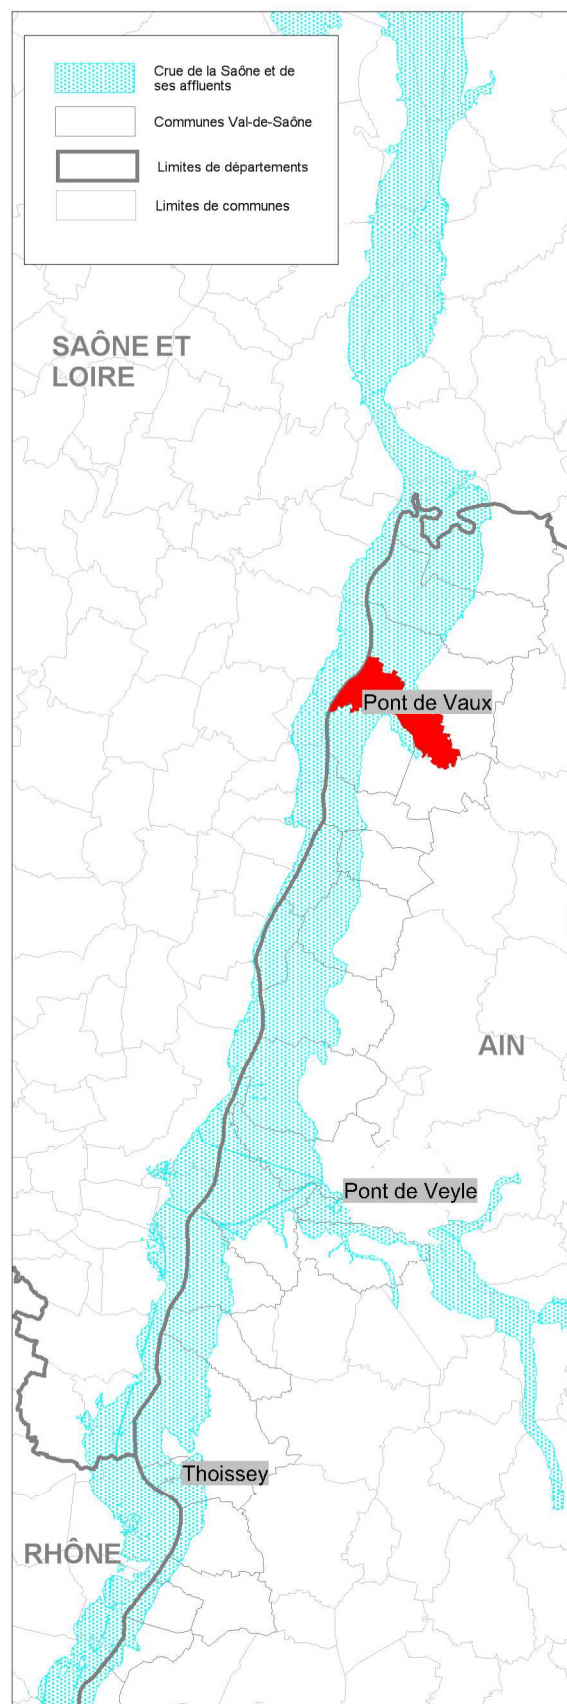 Crue de la Saône et de
ses affluents
Communes Val-de-Saône
Limites de départements
Limites de communes
SAÔNE ET
LOIRE
Pont de Vaux
AIN
Pont de Veyle
Thoissey
RHÔNE